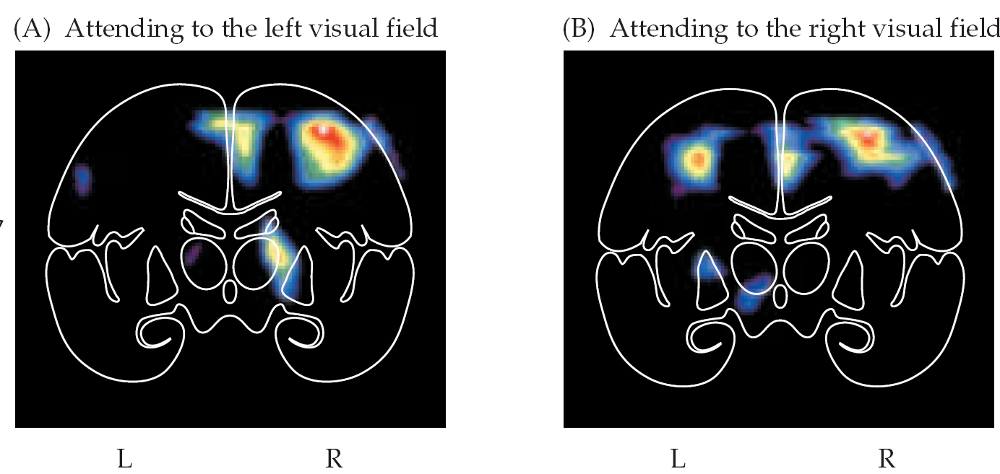 (A) Attending to the left visual field
(B) Attending to the right visual field
L R
L R